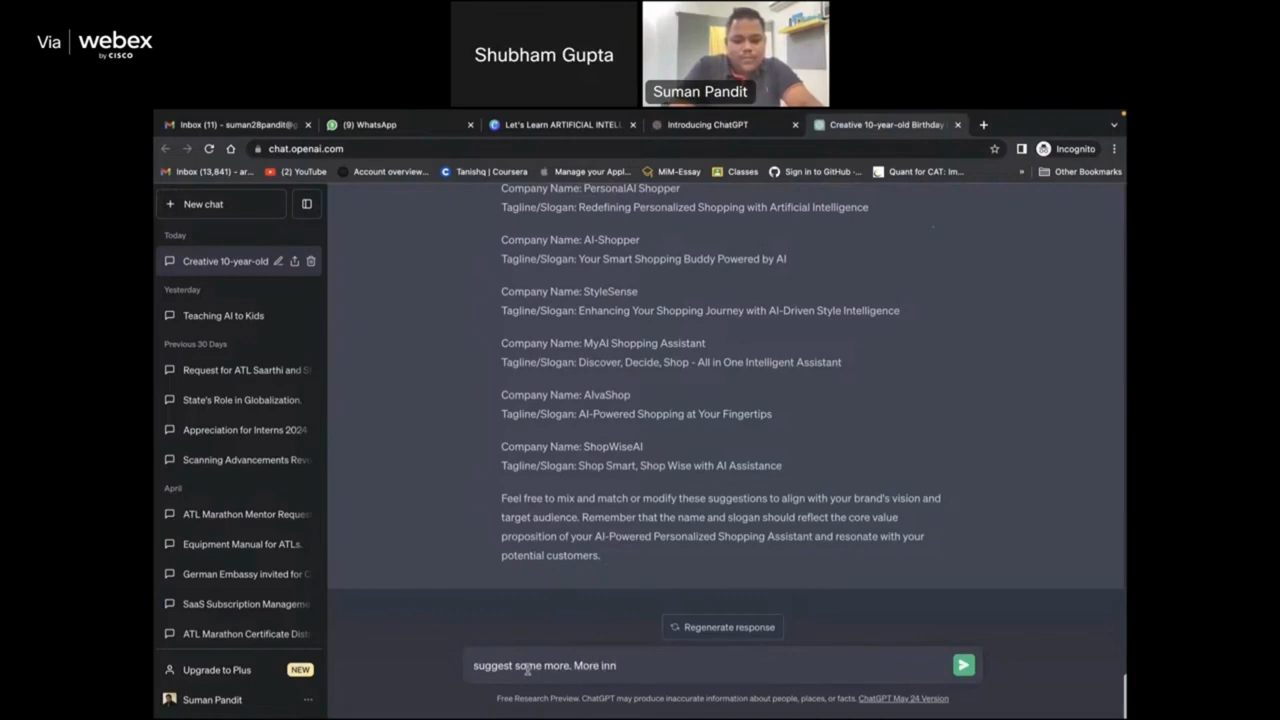 Via webex
by CISCO
Shubham Gupta
Suman Pandit
Inbox (11) - suman28pandit@g
(9) WhatsApp
Let's Learn ARTIFICIAL INTEL
Introducing ChatGPT
Creative 10-year-old Birthday
chat.openai.com
Incognito
Inbox (13,841) - ar...
(2) YouTube
Account overview...
Tanishq | Coursera
Manage your Appl...
MiM-Essay
Classes
Sign in to GitHub ·...
Quant for CAT: Im...
»
Other Bookmarks
New chat
Today
Creative 10-year-old
Yesterday
Teaching AI to Kids
Previous 30 Days
Request for ATL Saarthi and S
State's Role in Globalization.
Appreciation for Interns 2024
Scanning Advancements Revo
April
ATL Marathon Mentor Reques
Equipment Manual for ATLs.
German Embassy invited for C
SaaS Subscription Manageme
ATL Marathon Certificate Dist
Upgrade to Plus
NEW
Suman Pandit
Company Name: PersonalAI Shopper
Tagline/Slogan: Redefining Personalized Shopping with Artificial Intelligence
Company Name: AI-Shopper
Tagline/Slogan: Your Smart Shopping Buddy Powered by AI
Company Name: StyleSense
Tagline/Slogan: Enhancing Your Shopping Journey with AI-Driven Style Intelligence
Company Name: MyAI Shopping Assistant
Tagline/Slogan: Discover, Decide, Shop - All in One Intelligent Assistant
Company Name: AIvaShop
Tagline/Slogan: AI-Powered Shopping at Your Fingertips
Company Name: ShopWiseAI
Tagline/Slogan: Shop Smart, Shop Wise with AI Assistance
Feel free to mix and match or modify these suggestions to align with your brand's vision and
target audience. Remember that the name and slogan should reflect the core value
proposition of your AI-Powered Personalized Shopping Assistant and resonate with your
potential customers.
Regenerate response
suggest some more. More inn
Free Research Preview. ChatGPT may produce inaccurate information about people, places, or facts. ChatGPT May 24 Version